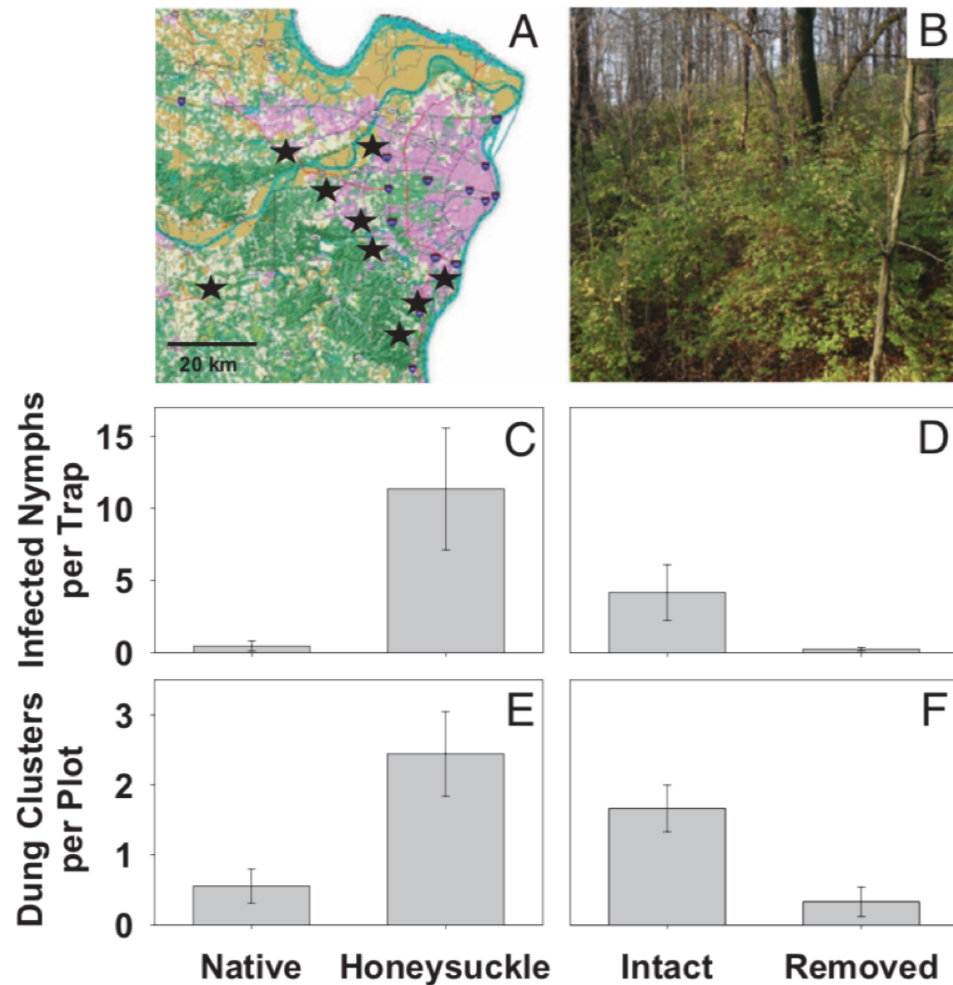 A
B
20 km
Infected Nymphs
per Trap
15
10
5
0
C
D
Dung Clusters
per Plot
3
2
1
0
E
F
Native
Honeysuckle
Intact
Removed